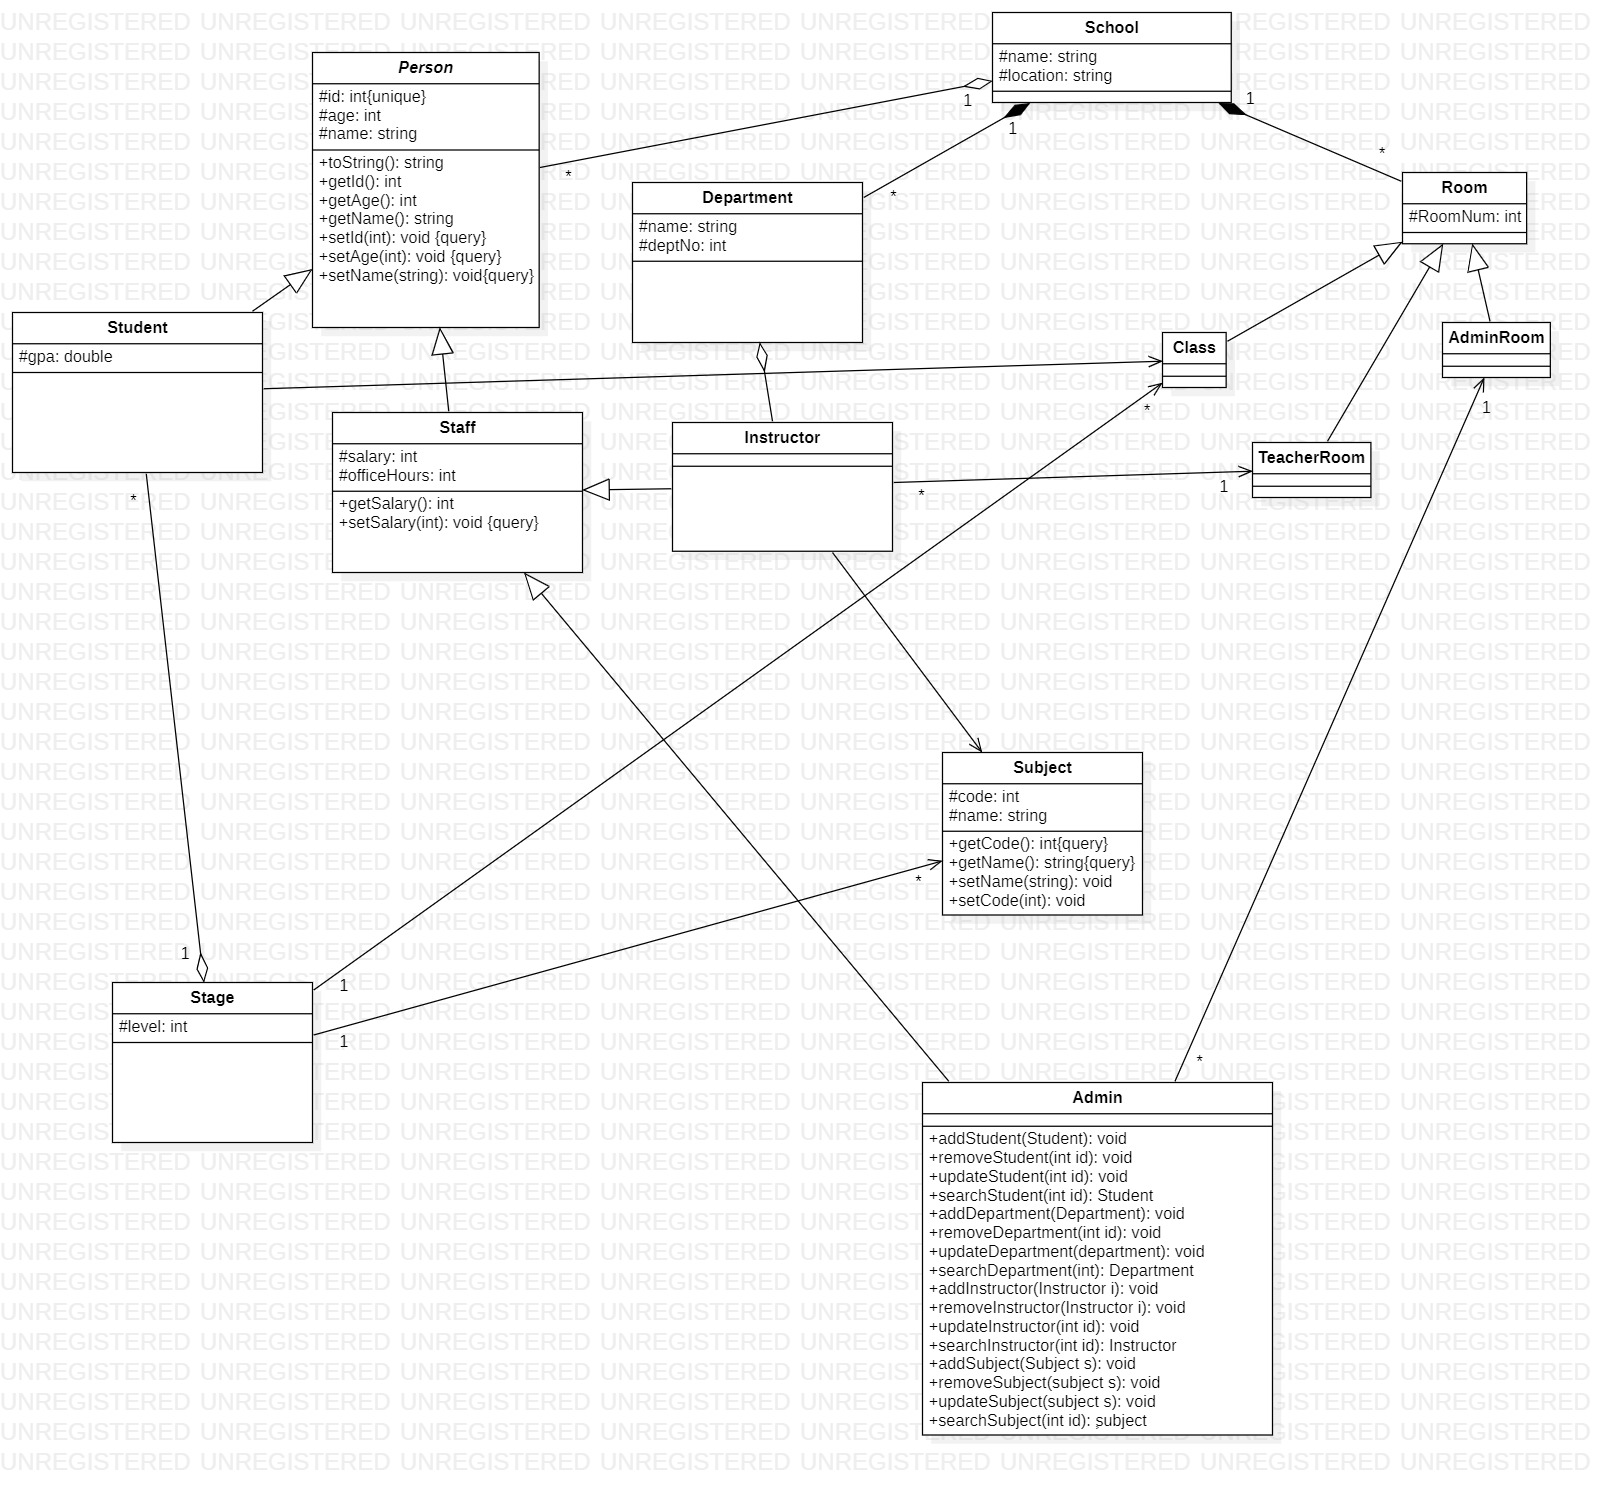 School
#name: string
#location: string
1
1
1
*
*
*
Person
#id: int{unique}
#age: int
#name: string
+toString(): string
+getId(): int
+getAge(): int
+getName(): string
+setId(int): void {query}
+setAge(int): void {query}
+setName(string): void{query}
Department
#name: string
#deptNo: int
Room
#RoomNum: int
Student
#gpa: double
Class
AdminRoom
*
1
Staff
#salary: int
#officeHours: int
+getSalary(): int
+setSalary(int): void {query}
Instructor
TeacherRoom
*
1
*
Subject
#code: int
#name: string
+getCode(): int{query}
+getName(): string{query}
+setName(string): void
+setCode(int): void
*
1
Stage
#level: int
1
1
*
Admin
+addStudent(Student): void
+removeStudent(int id): void
+updateStudent(int id): void
+searchStudent(int id): Student
+addDepartment(Department): void
+removeDepartment(int id): void
+updateDepartment(department): void
+searchDepartment(int): Department
+addInstructor(Instructor i): void
+removeInstructor(Instructor i): void
+updateInstructor(int id): void
+searchInstructor(int id): Instructor
+addSubject(Subject s): void
+removeSubject(subject s): void
+updateSubject(subject s): void
+searchSubject(int id): subject
UNREGISTERED